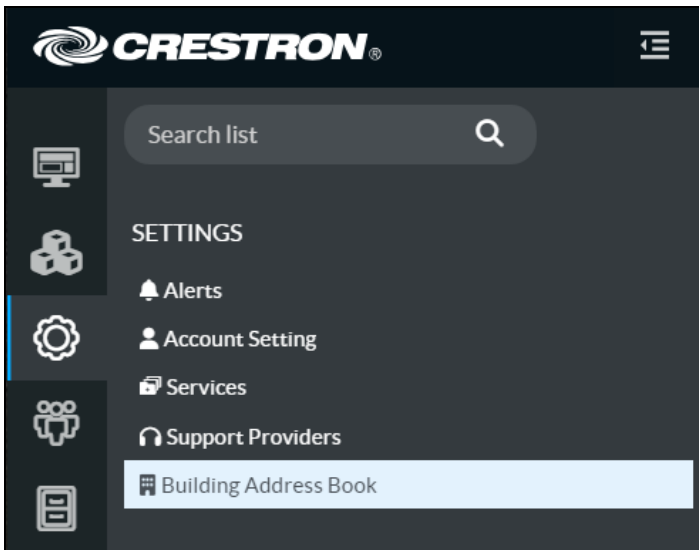 CRESTRON®
Search list
SETTINGS
Alerts
Account Setting
Services
Support Providers
Building Address Book